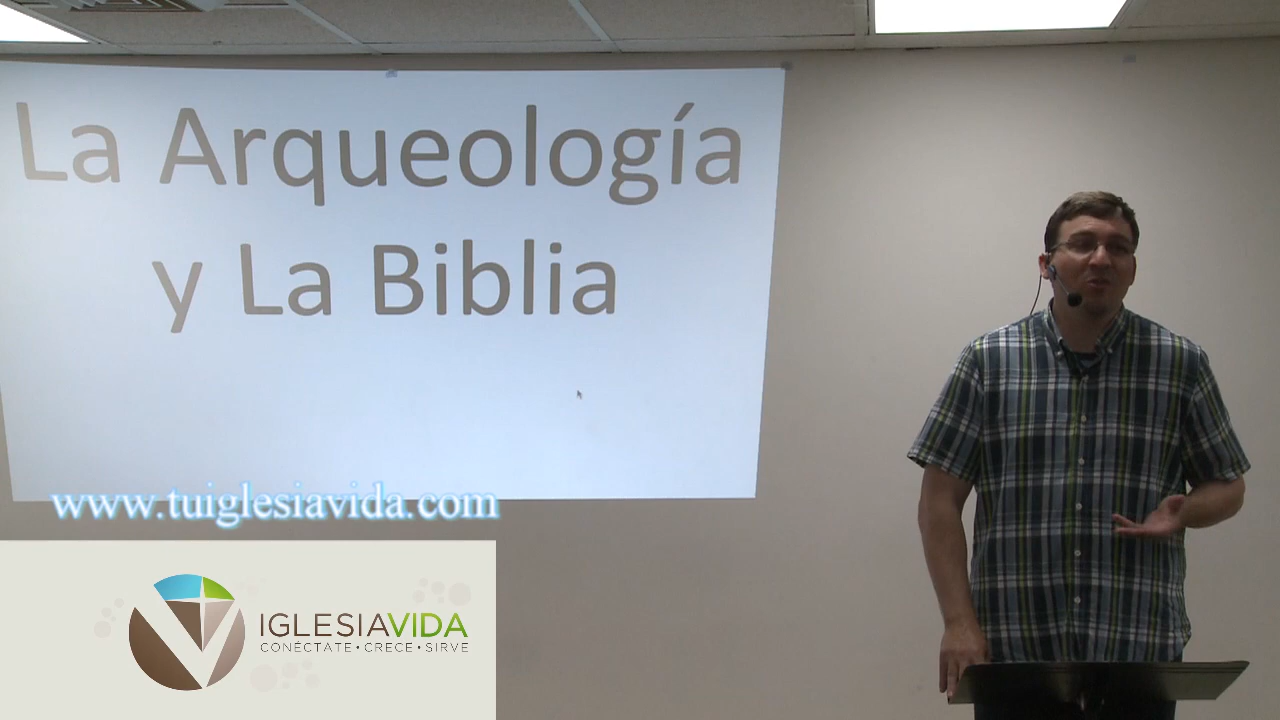 La Arqueología
y La Biblia
www.tuiglesiavida.com
IGLESIAVIDA
CONÉCTATE • CRECE • SIRVE